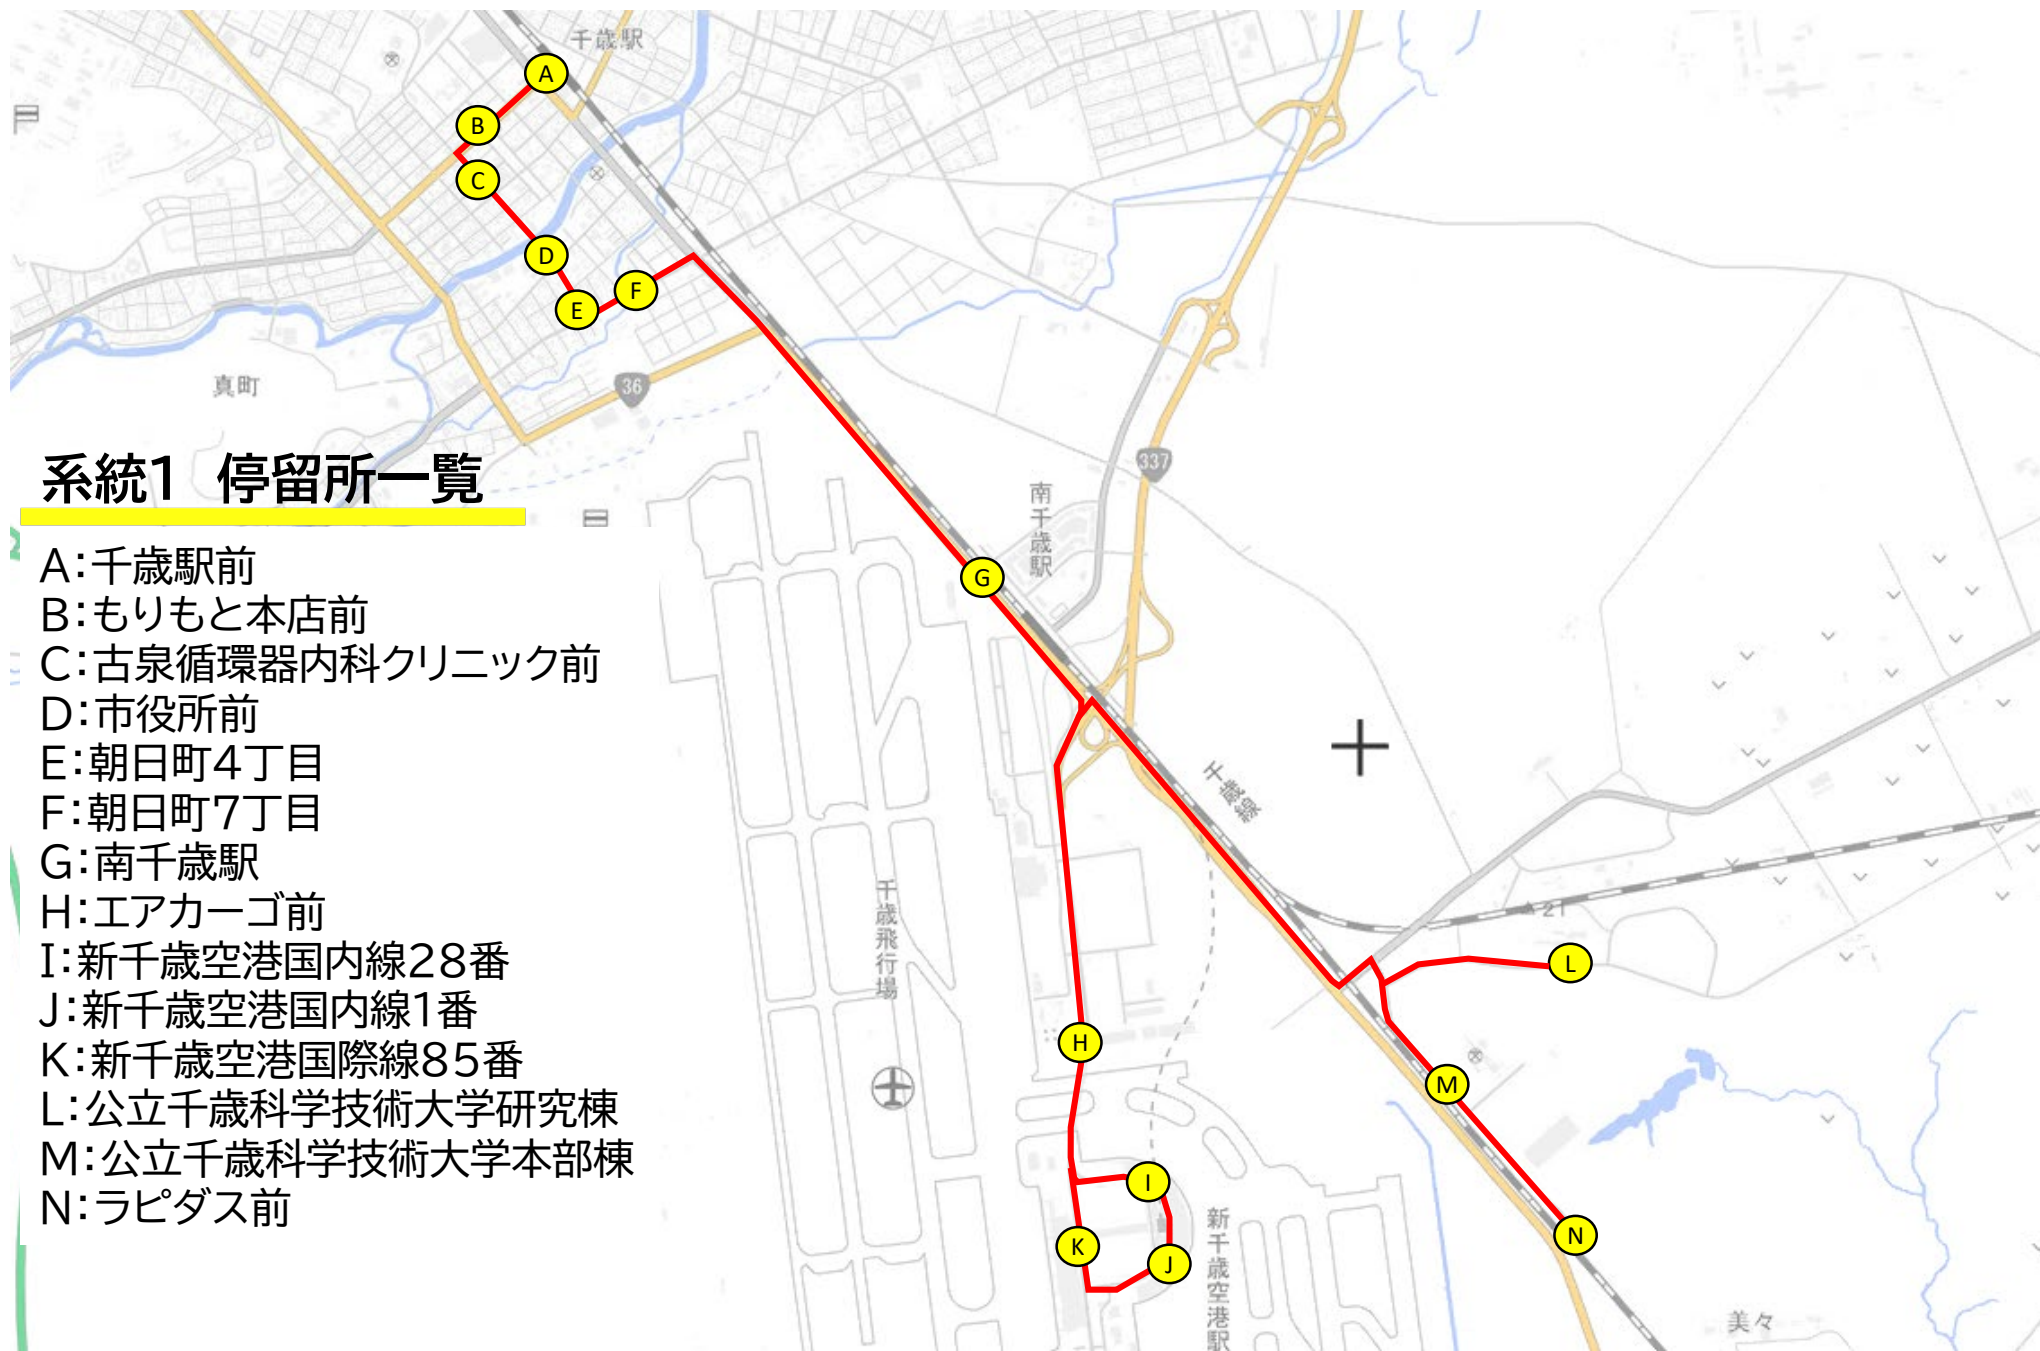 千歳駅
A
B
C
D
E
F
真町
36
系統1 停留所一覧
337
南千歳駅
G
A:千歳駅前
B:もりもと本店前
C:古泉循環器内科クリニック前
D:市役所前
E:朝日町4丁目
F:朝日町7丁目
G:南千歳駅
H:エアカーゴ前
I:新千歳空港国内線28番
J:新千歳空港国内線1番
K:新千歳空港国際線85番
L:公立千歳科学技術大学研究棟
M:公立千歳科学技術大学本部棟
N:ラピダス前
千歳線
千歳飛行場
21
L
H
M
I
K
J
N
新千歳空港駅
美々